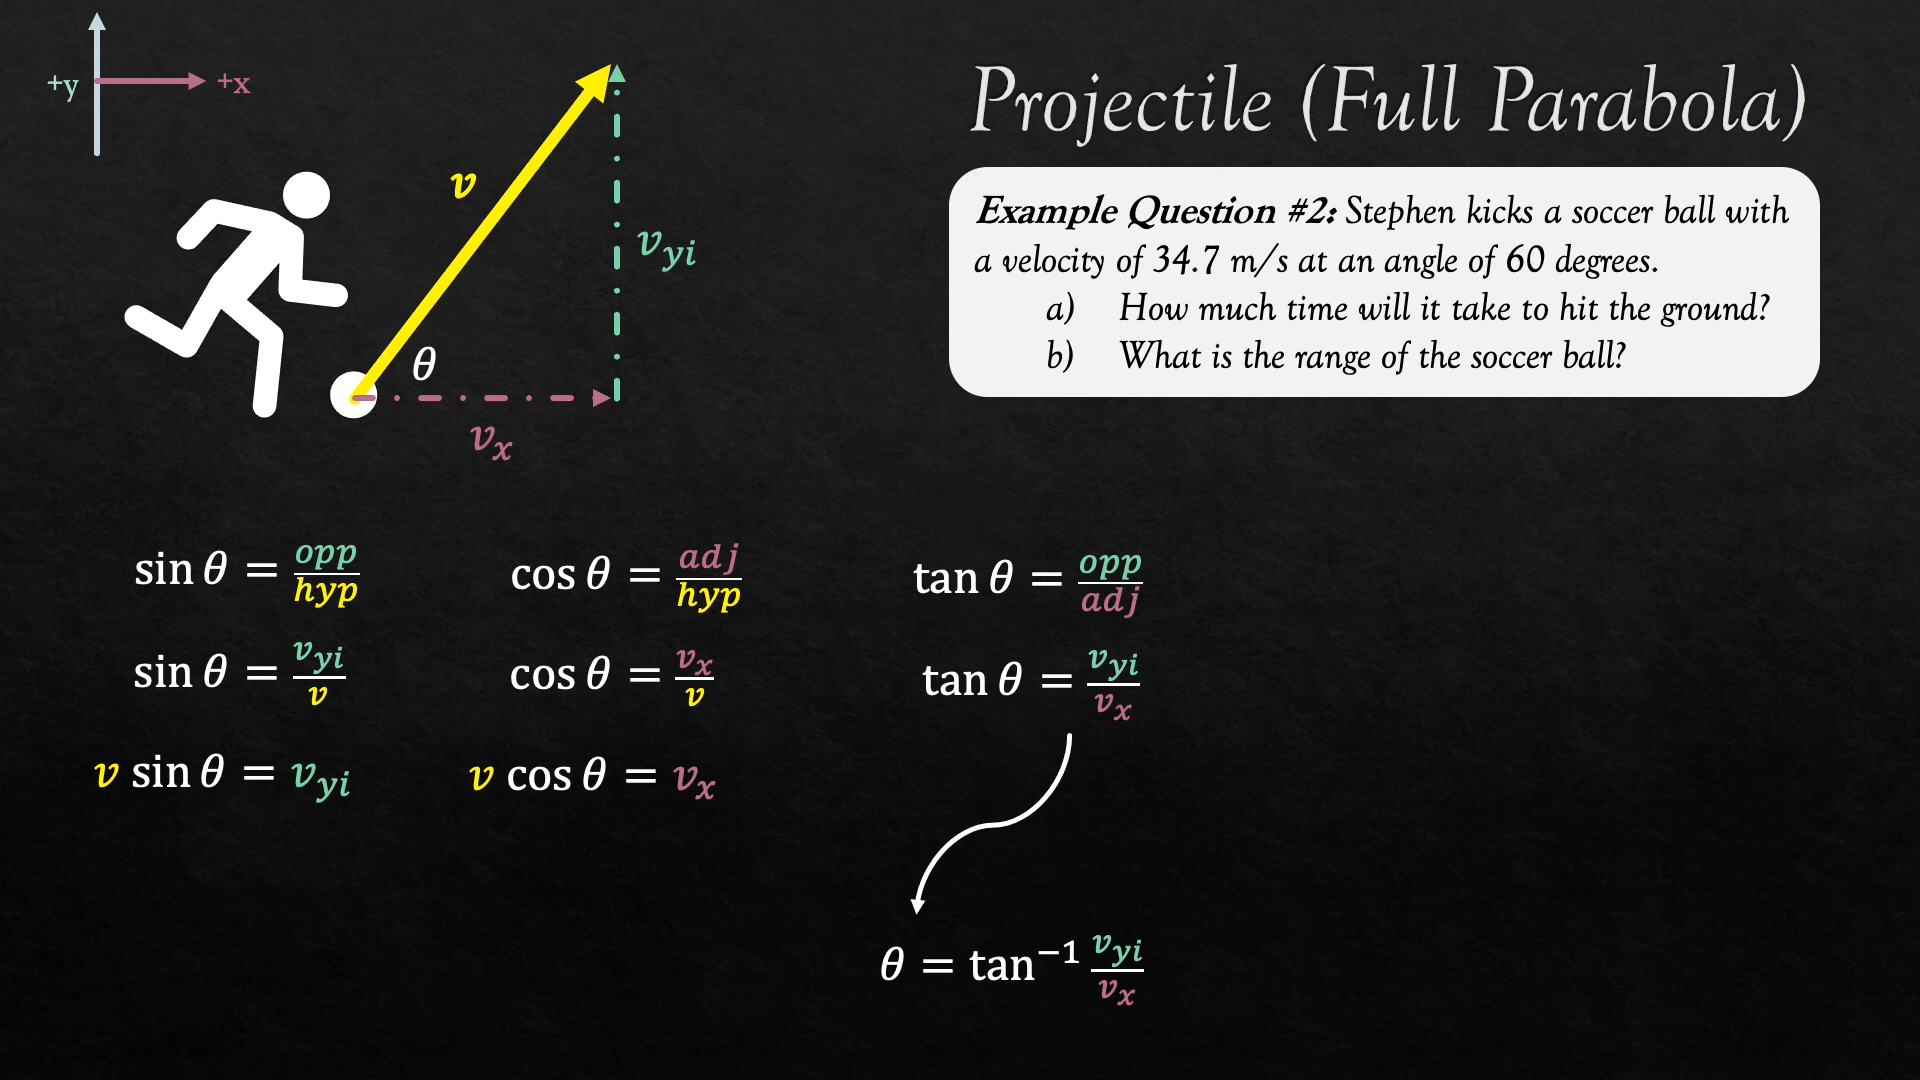 +y
+x
Projectile (Full Parabola)
Example Question #2: Stephen kicks a soccer ball with
a velocity of 34.7 m/s at an angle of 60 degrees.
a) How much time will it take to hit the ground?
b) What is the range of the soccer ball?
v
v_yi
θ
v_x
sin θ = opp/hyp
cos θ = adj/hyp
tan θ = opp/adj
sin θ = v_yi/v
cos θ = v_x/v
tan θ = v_yi/v_x
v sin θ = v_yi
v cos θ = v_x
θ = tan⁻¹ v_yi/v_x